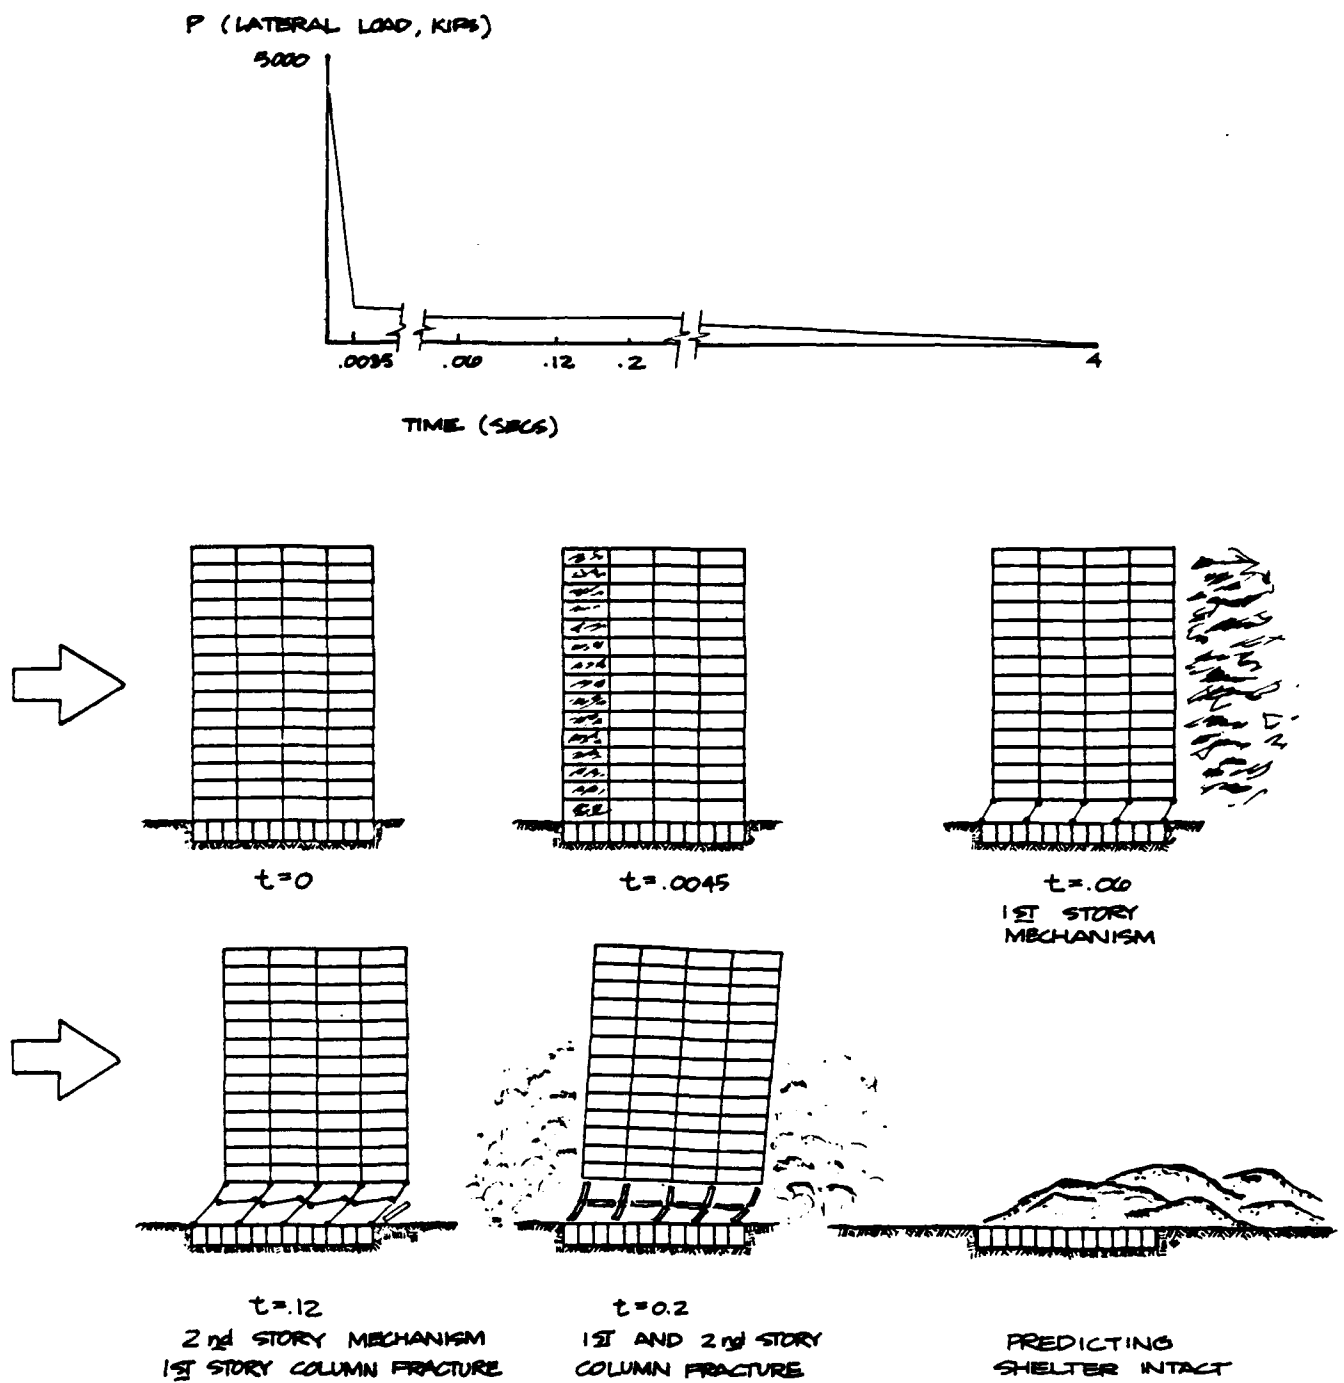 P (LATERAL LOAD, KIPS)
5000
.0035 .06 .12 .2 4
TIME (SECS)
t=0 t=.0045 t=.06
1ST STORY
MECHANISM
t=.12
2nd STORY MECHANISM
1ST STORY COLUMN FRACTURE
t=0.2
1ST AND 2nd STORY
COLUMN FRACTURE
PREDICTING
SHELTER INTACT